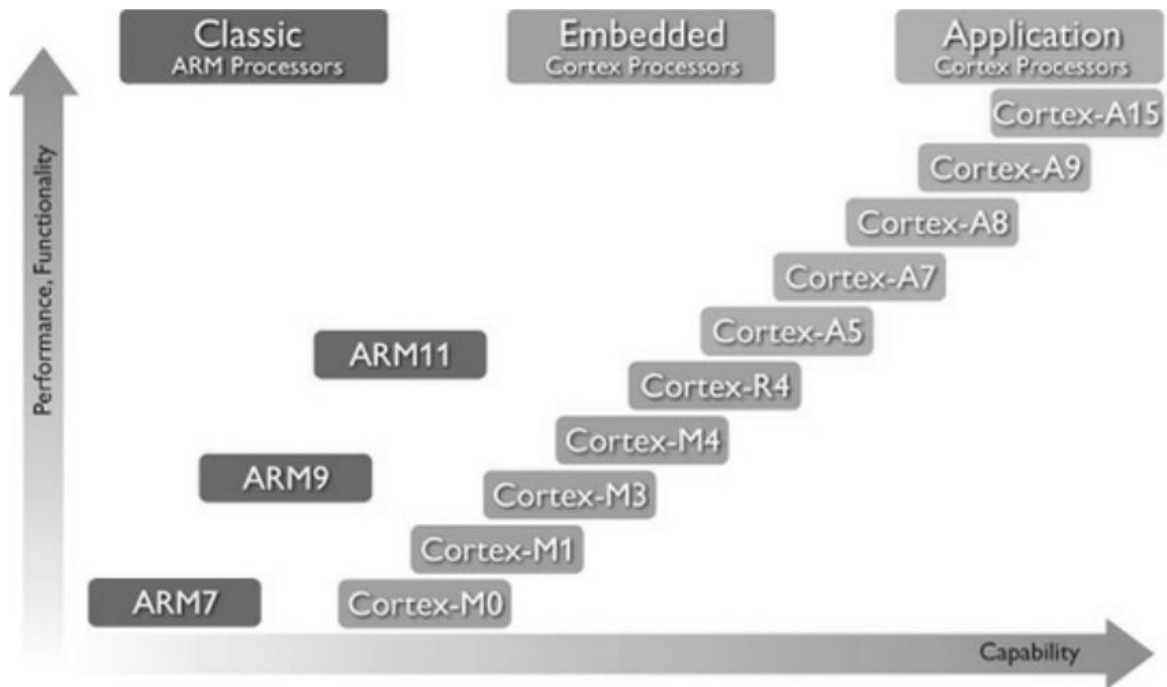 Classic
ARM Processors
Embedded
Cortex Processors
Application
Cortex Processors
Cortex-A15
Cortex-A9
Cortex-A8
Cortex-A7
Cortex-A5
ARM11
Cortex-R4
Cortex-M4
ARM9
Cortex-M3
Cortex-M1
ARM7
Cortex-M0
Performance, Functionality
Capability